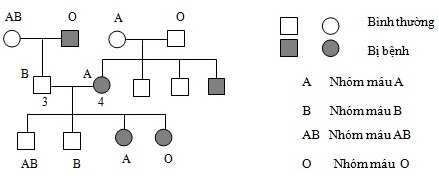 AB O A O
Bình thường
Bị bệnh
B A
3 4
A Nhóm máu A
B Nhóm máu B
AB Nhóm máu AB
O Nhóm máu O
AB B A O